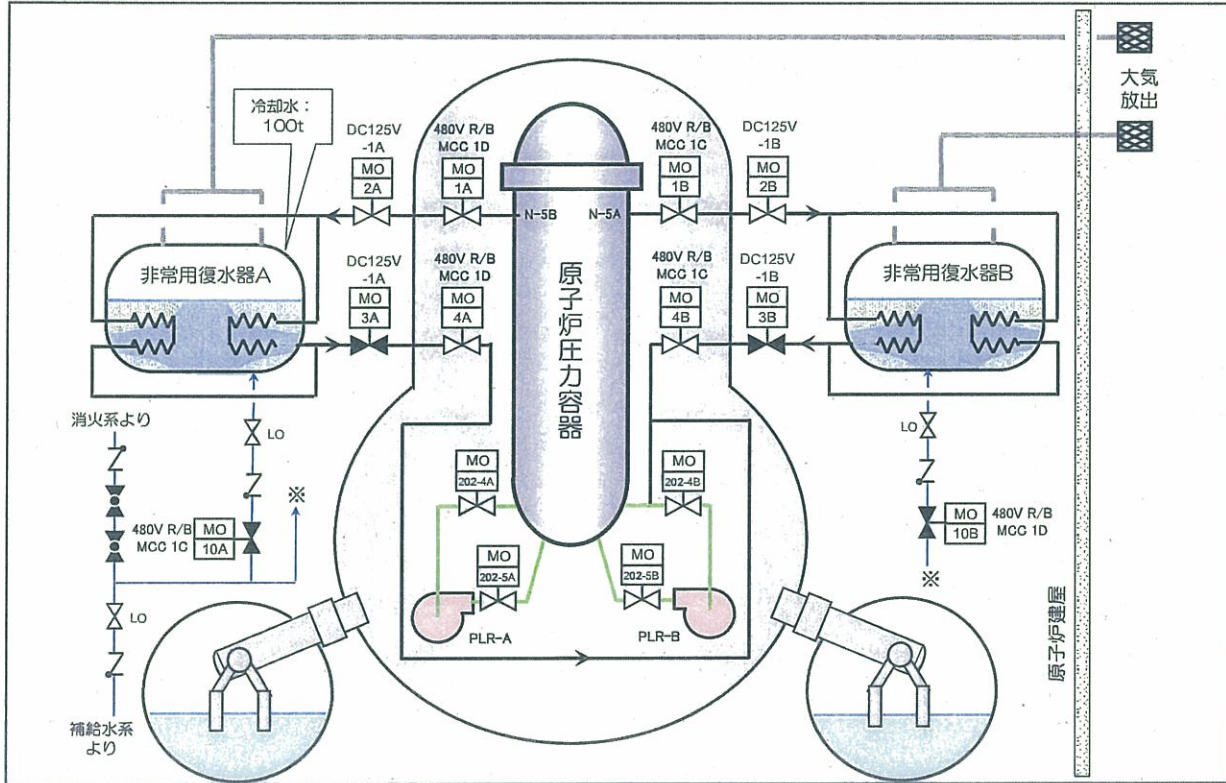 大気
放出
冷却水：
100t
DC125V
-1A
MO
2A
480V R/B
MCC 1D
MO
1A
480V R/B
MCC 1C
MO
1B
DC125V
-1B
MO
2B
N-5B
N-5A
非常用復水器A
非常用復水器B
DC125V
-1A
MO
3A
480V R/B
MCC 1D
MO
4A
480V R/B
MCC 1C
MO
4B
DC125V
-1B
MO
3B
原子炉圧力容器
消火系より
LO
LO
※
480V R/B
MCC 1C
MO
10A
MO
10B
480V R/B
MCC 1D
※
MO
202-4A
MO
202-4B
MO
202-5A
MO
202-5B
PLR-A
PLR-B
LO
補給水系
より
原子炉建屋